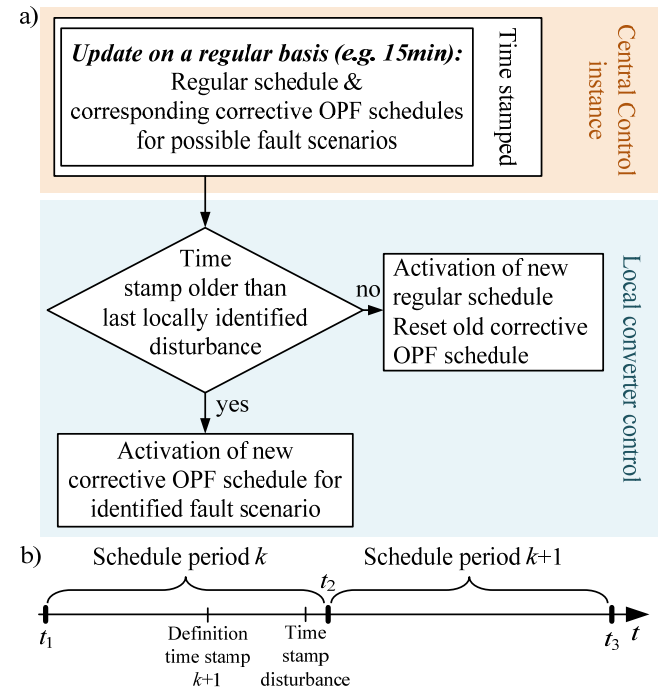 a)
Update on a regular basis (e.g. 15min):
Regular schedule &
corresponding corrective OPF schedules
for possible fault scenarios
Time stamped
Central Control
instance
Time
stamp older than
last locally identified
disturbance
no
Activation of new
regular schedule
Reset old corrective
OPF schedule
yes
Activation of new
corrective OPF schedule for
identified fault scenario
Local converter control
b)
Schedule period k
Schedule period k+1
t2
t1
Definition
time stamp
k+1
Time
stamp
disturbance
t3
t